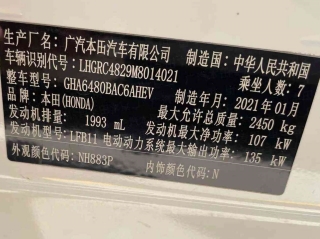 生产厂名：广汽本田汽车有限公司 制造国：中华人民共和国
车辆识别代号：LHGRC4829M8014021 乘坐人数：7
整车型号：GHA6480BAC6AHEV 制造年月：2021年01月
品牌：本田(HONDA) 最大允许总质量：2450 kg
发动机排量：1993 mL 发动机最大净功率：107 kW
发动机型号：LFB11 电动动力系统最大输出功率：135 kW
外观颜色代码：NH883P 内饰颜色代码：N